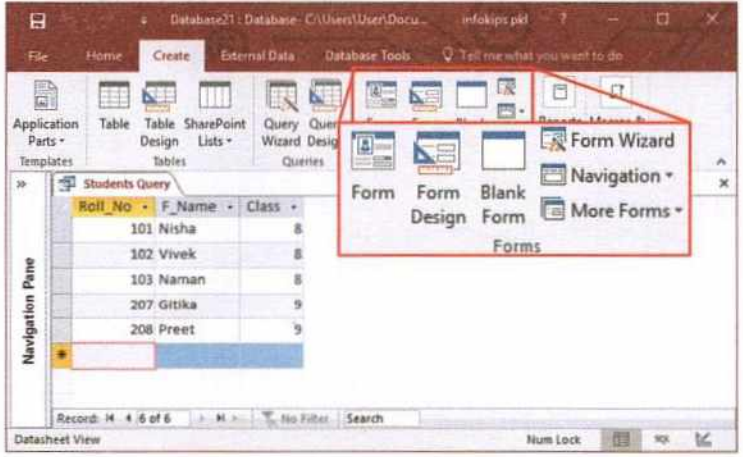 Database21 : Database- C:\Users\User\Docu... infokips pkl ?
File Home Create External Data Database Tools Tell me what you want to do
Application Parts
Table
Table Design
SharePoint Lists
Query Wizard
Templates
Tables
Queries
Form
Form Design
Blank Form
Form Wizard
Navigation
More Forms
Forms
Students Query
Roll_No F_Name Class
101 Nisha 8
102 Vivek 8
103 Naman 8
207 Gitika 9
208 Preet 9
Navigation Pane
Record: 6 of 6 No Filter Search
Datasheet View Num Lock SQL